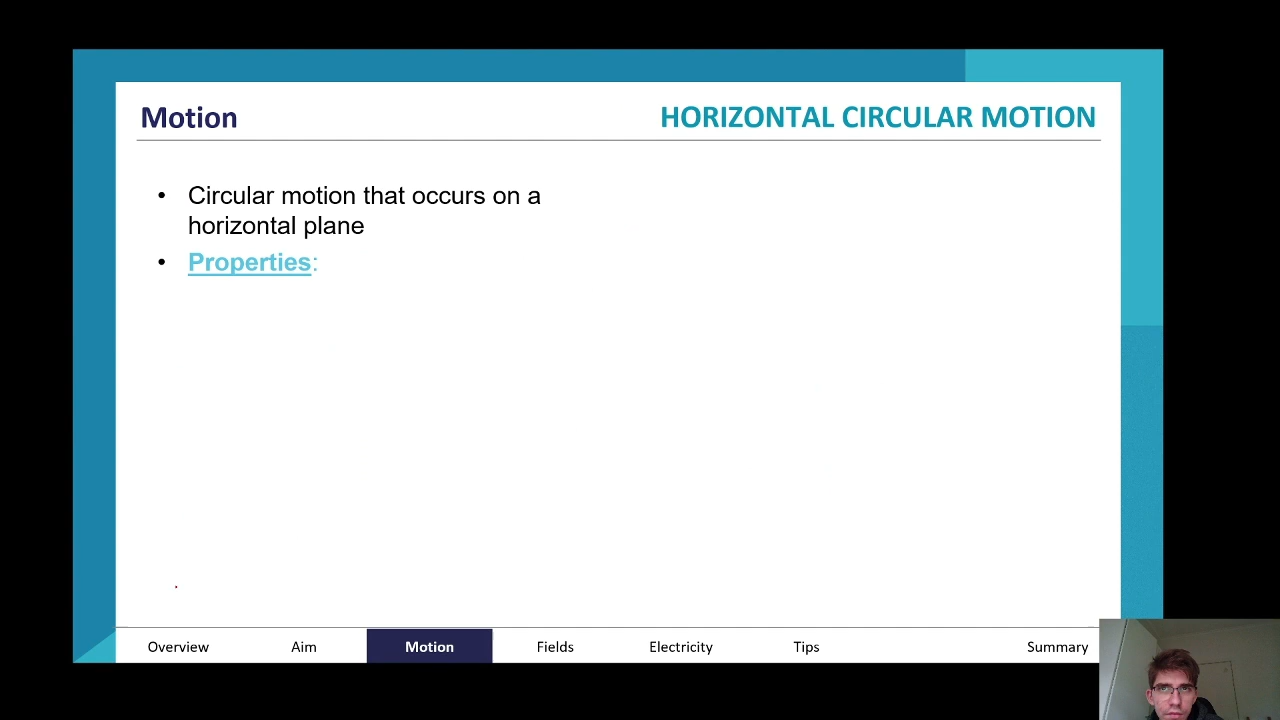 Motion
HORIZONTAL CIRCULAR MOTION
• Circular motion that occurs on a
horizontal plane
• Properties:
Overview Aim Motion Fields Electricity Tips Summary